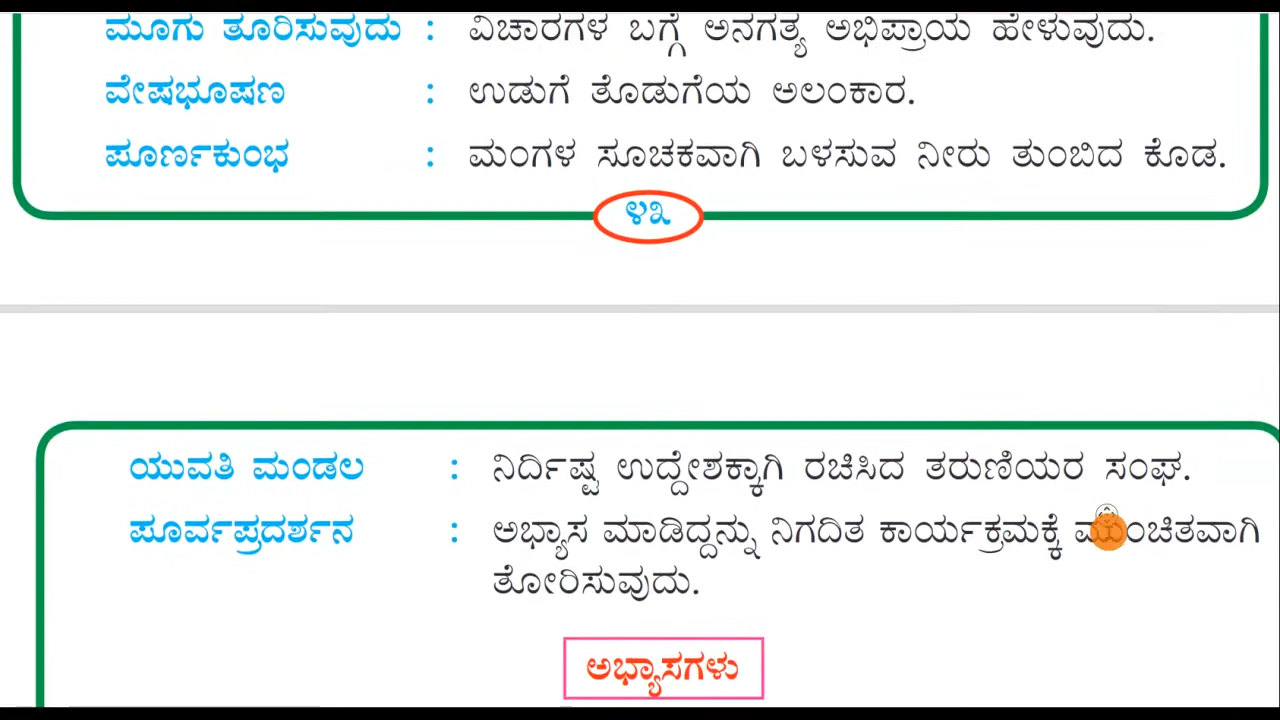 ಮೂಗು ತೂರಿಸುವುದು : ವಿಚಾರಗಳ ಬಗ್ಗೆ ಅನಗತ್ಯ ಅಭಿಪ್ರಾಯ ಹೇಳುವುದು.
ವೇಷಭೂಷಣ : ಉಡುಗೆ ತೊಡುಗೆಯ ಅಲಂಕಾರ.
ಪೂರ್ಣಕುಂಭ : ಮಂಗಳ ಸೂಚಕವಾಗಿ ಬಳಸುವ ನೀರು ತುಂಬಿದ ಕೊಡ.
೪೩
ಯುವತಿ ಮಂಡಲ : ನಿರ್ದಿಷ್ಟ ಉದ್ದೇಶಕ್ಕಾಗಿ ರಚಿಸಿದ ತರುಣಿಯರ ಸಂಘ.
ಪೂರ್ವಪ್ರದರ್ಶನ : ಅಭ್ಯಾಸ ಮಾಡಿದ್ದನ್ನು ನಿಗದಿತ ಕಾರ್ಯಕ್ರಮಕ್ಕೆ ಮುಂಚಿತವಾಗಿ
ತೋರಿಸುವುದು.
ಅಭ್ಯಾಸಗಳು